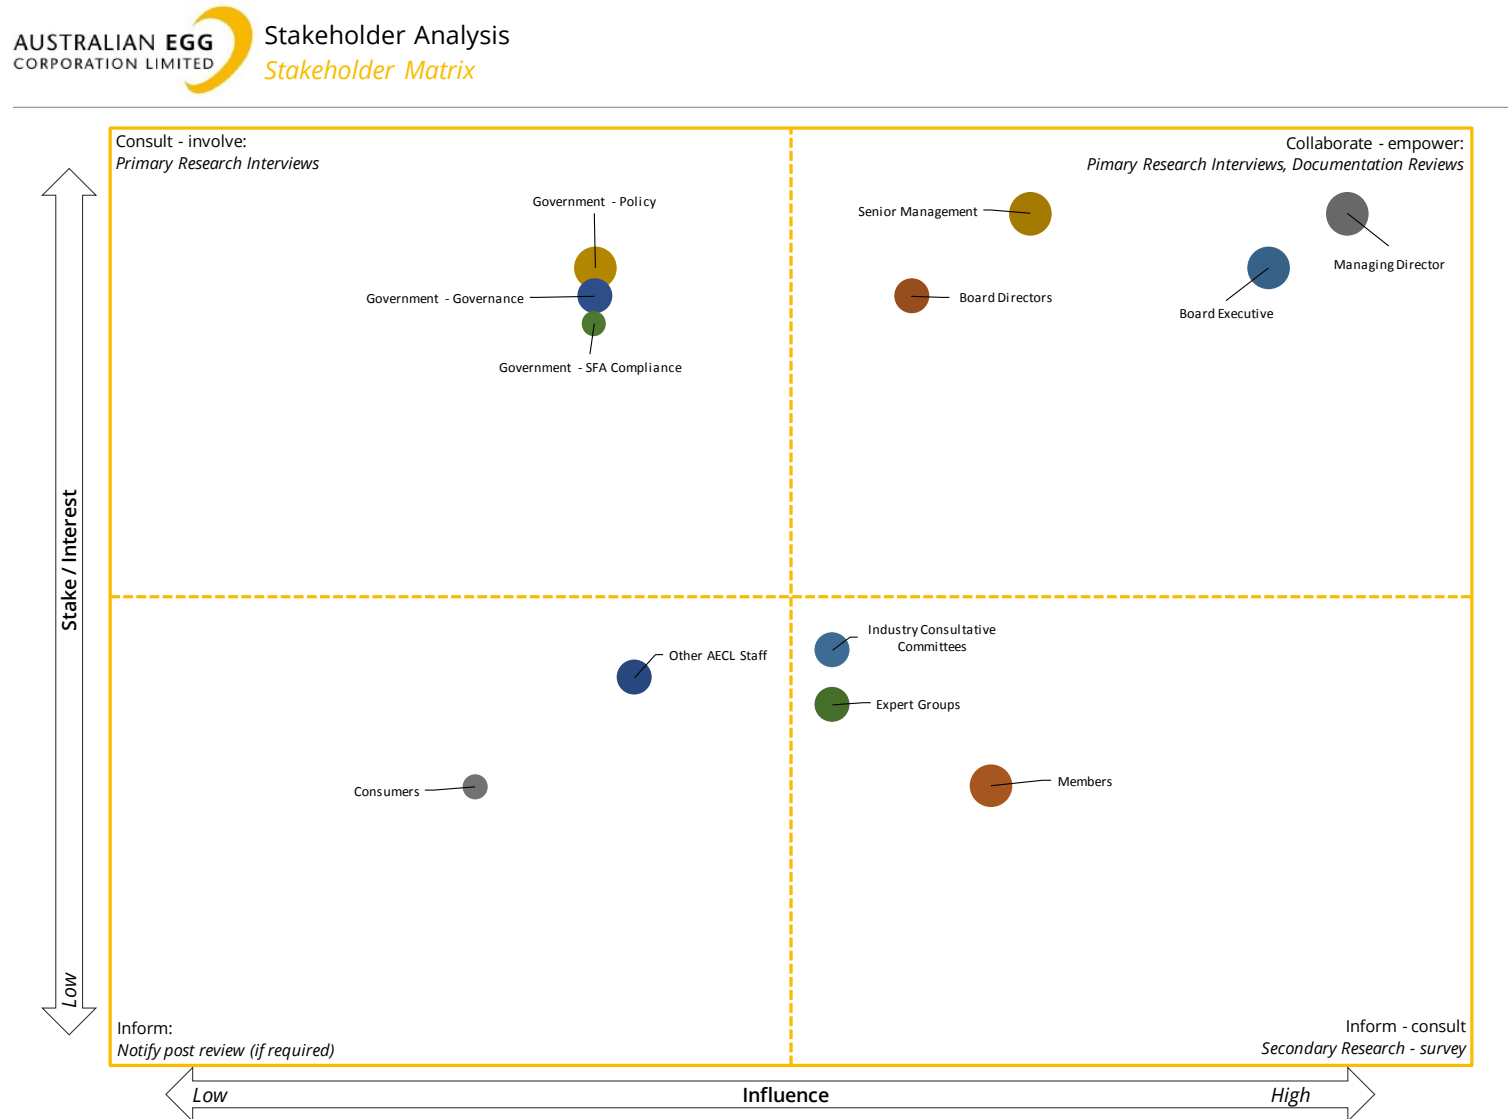 AUSTRALIAN EGG
CORPORATION LIMITED
Stakeholder Analysis
Stakeholder Matrix
Consult - involve:
Primary Research Interviews
Collaborate - empower:
Pimary Research Interviews, Documentation Reviews
Government - Policy
Government - Governance
Government - SFA Compliance
Senior Management
Board Directors
Managing Director
Board Executive
Stake / Interest
Low
Industry Consultative
Committees
Other AECL Staff
Expert Groups
Consumers
Members
Inform:
Notify post review (if required)
Inform - consult
Secondary Research - survey
Low
Influence
High